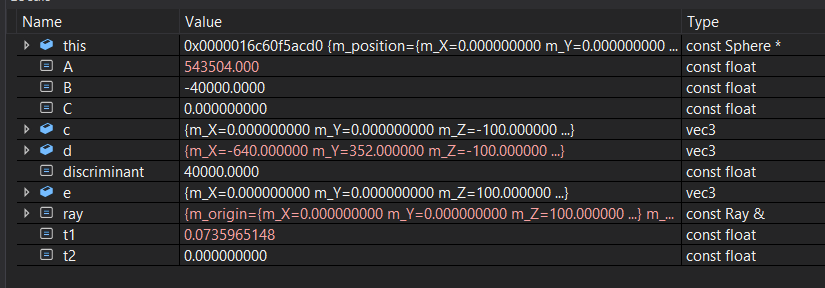 Name Value Type
this 0x0000016c60f5acd0 {m_position={m_X=0.000000000 m_Y=0.000000000 ... const Sphere *
A 543504.000 const float
B -40000.0000 const float
C 0.000000000 const float
c {m_X=0.000000000 m_Y=0.000000000 m_Z=-100.000000 ...} vec3
d {m_X=-640.000000 m_Y=352.000000 m_Z=-100.000000 ...} vec3
discriminant 40000.0000 const float
e {m_X=0.000000000 m_Y=0.000000000 m_Z=100.000000 ...} vec3
ray {m_origin={m_X=0.000000000 m_Y=0.000000000 m_Z=100.000000 ...} m_... const Ray &
t1 0.0735965148 const float
t2 0.000000000 const float